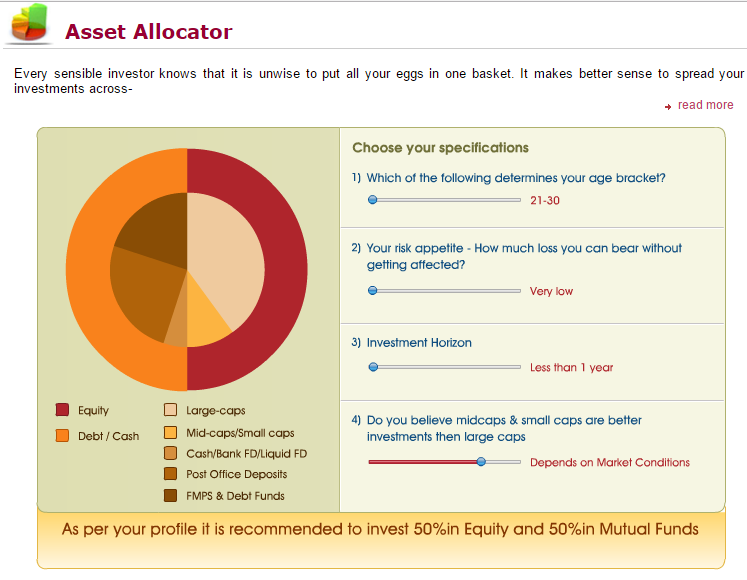 Asset Allocator
Every sensible investor knows that it is unwise to put all your eggs in one basket. It makes better sense to spread your
investments across-
read more
Choose your specifications
1) Which of the following determines your age bracket?
21-30
2) Your risk appetite - How much loss you can bear without
getting affected?
Very low
3) Investment Horizon
Less than 1 year
4) Do you believe midcaps & small caps are better
investments then large caps
Depends on Market Conditions
Equity
Debt / Cash
Large-caps
Mid-caps/Small caps
Cash/Bank FD/Liquid FD
Post Office Deposits
FMPS & Debt Funds
As per your profile it is recommended to invest 50%in Equity and 50%in Mutual Funds